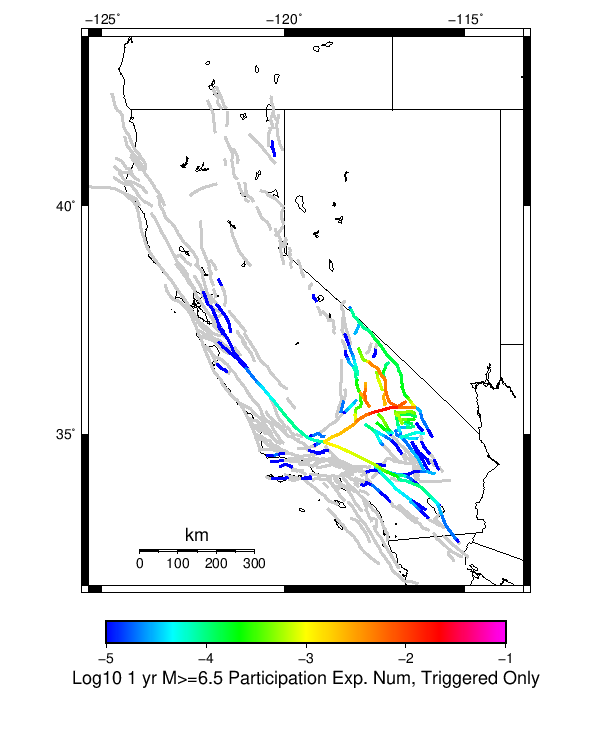 −125° −120° −115°
40°
35°
km
0 100 200 300
−5 −4 −3 −2 −1
Log10 1 yr M>=6.5 Participation Exp. Num, Triggered Only